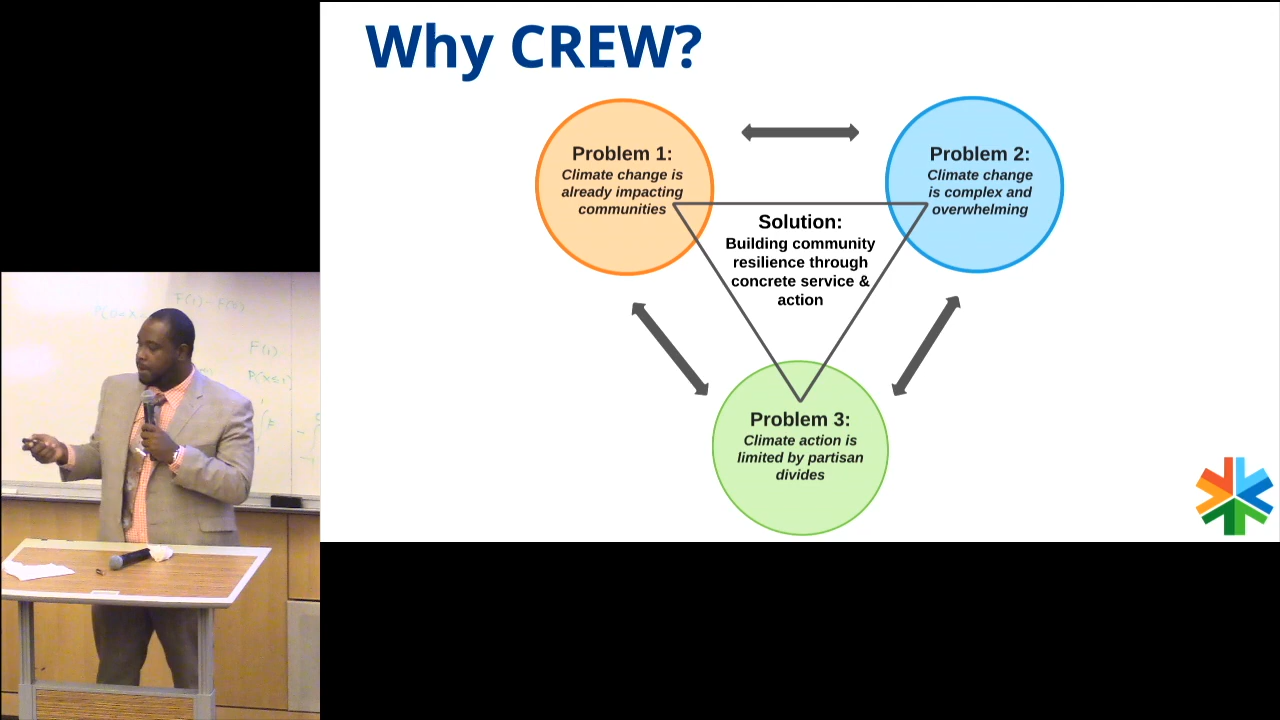 Why CREW?
Problem 1:
Climate change is
already impacting
communities
Problem 2:
Climate change
is complex and
overwhelming
Solution:
Building community
resilience through
concrete service &
action
Problem 3:
Climate action is
limited by partisan
divides
F(1)